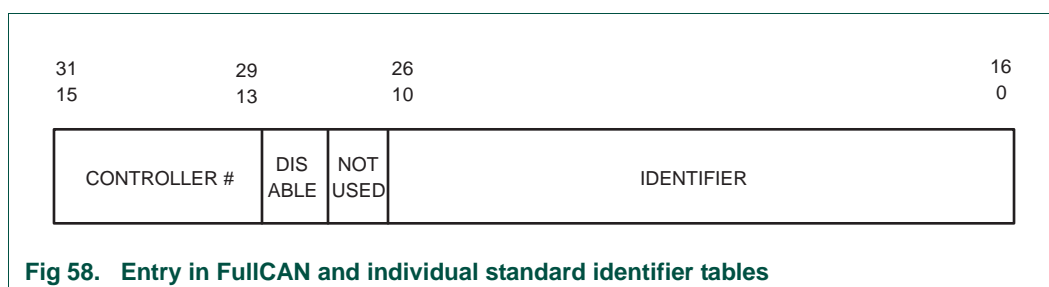 31 29 26 16
15 13 10 0
CONTROLLER #
DIS
ABLE
NOT
USED
IDENTIFIER
Fig 58. Entry in FullCAN and individual standard identifier tables